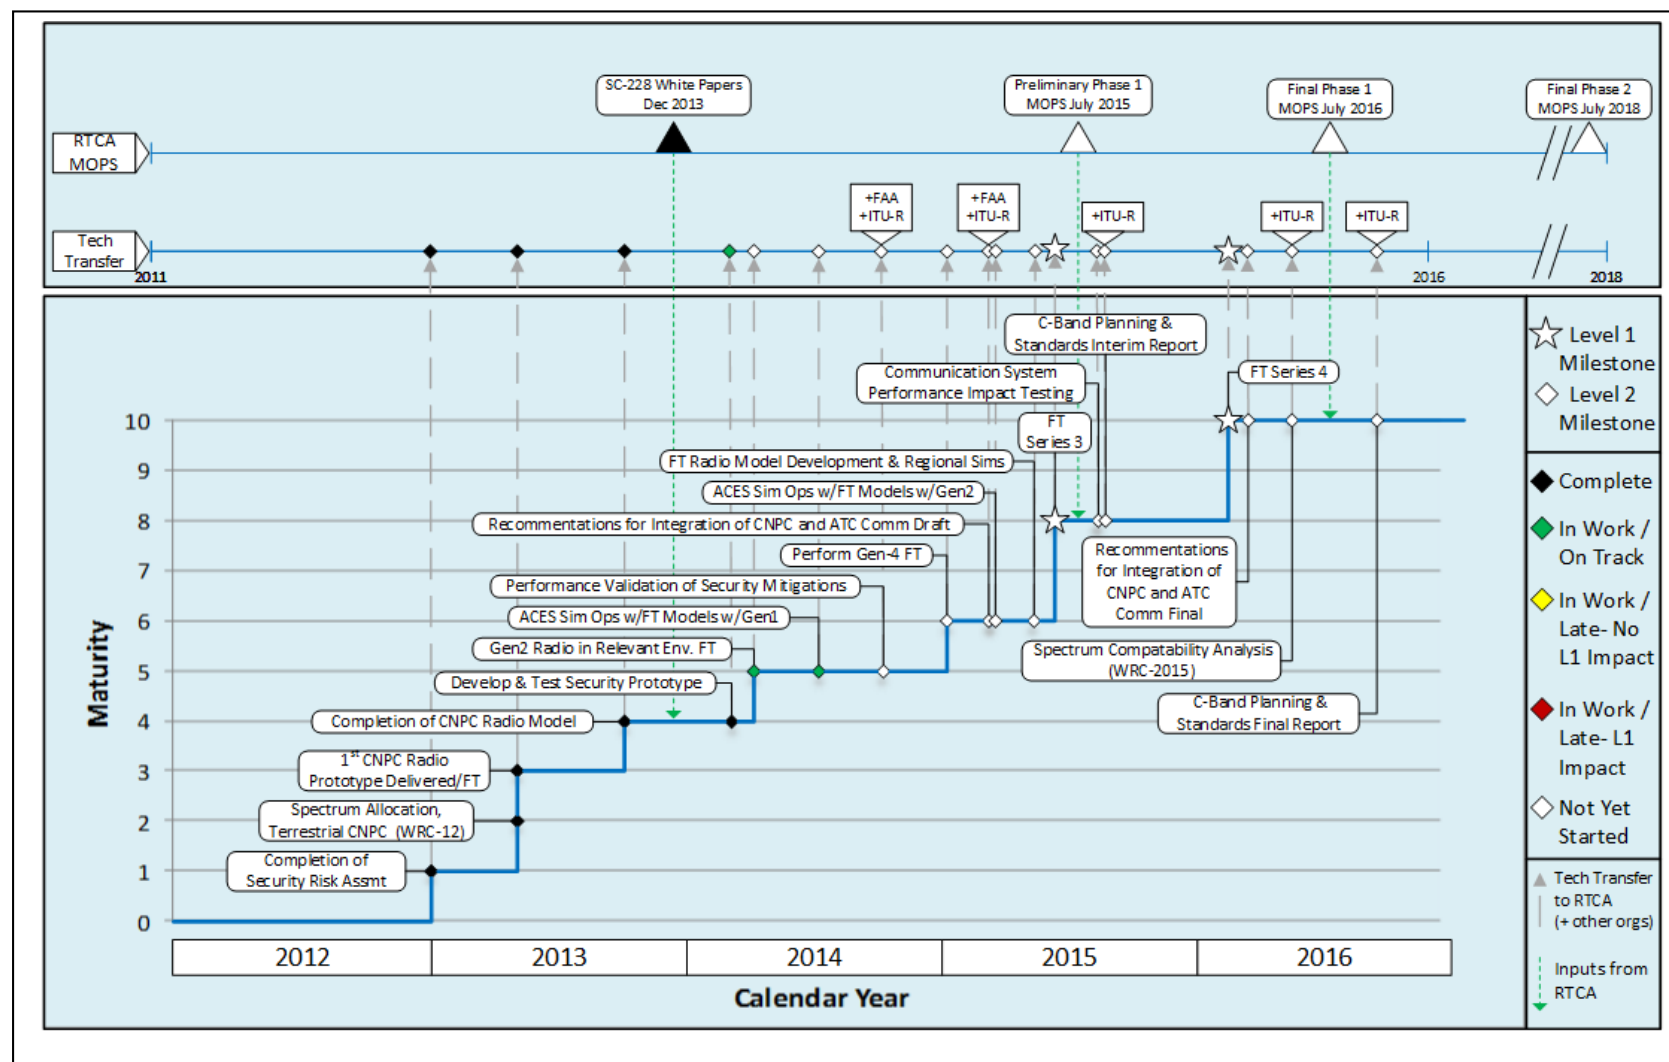 SC-228 White Papers
Dec 2013
Preliminary Phase 1
MOPS July 2015
Final Phase 1
MOPS July 2016
Final Phase 2
MOPS July 2018
RTCA
MOPS
+FAA
+ITU-R
+FAA
+ITU-R
+ITU-R
+ITU-R
+ITU-R
Tech
Transfer
2011
2016
2018
C-Band Planning &
Standards Interim Report
Communication System
Performance Impact Testing
FT Series 4
FT
Series 3
FT Radio Model Development & Regional Sims
ACES Sim Ops w/FT Models w/Gen2
Recommentations for Integration of CNPC and ATC Comm Draft
Perform Gen-4 FT
Recommentations
for Integration of
CNPC and ATC
Comm Final
Performance Validation of Security Mitigations
ACES Sim Ops w/FT Models w/Gen1
Gen2 Radio in Relevant Env. FT
Spectrum Compatability Analysis
(WRC-2015)
Develop & Test Security Prototype
Completion of CNPC Radio Model
C-Band Planning &
Standards Final Report
1st CNPC Radio
Prototype Delivered/FT
Spectrum Allocation,
Terrestrial CNPC (WRC-12)
Completion of
Security Risk Assmt
Maturity
10
9
8
7
6
5
4
3
2
1
0
2012
2013
2014
2015
2016
Calendar Year
Level 1
Milestone
Level 2
Milestone
Complete
In Work /
On Track
In Work /
Late- No
L1 Impact
In Work /
Late- L1
Impact
Not Yet
Started
Tech Transfer
to RTCA
(+ other orgs)
Inputs from
RTCA